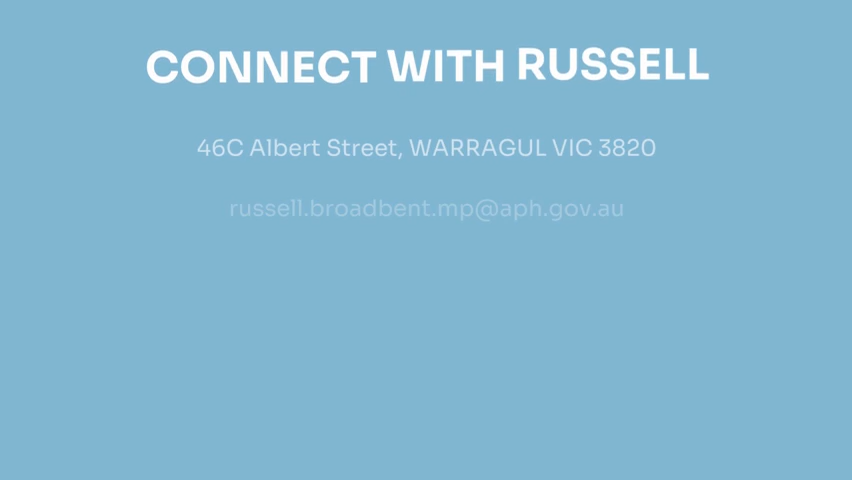 CONNECT WITH RUSSELL
46C Albert Street, WARRAGUL VIC 3820
russell.broadbent.mp@aph.gov.au